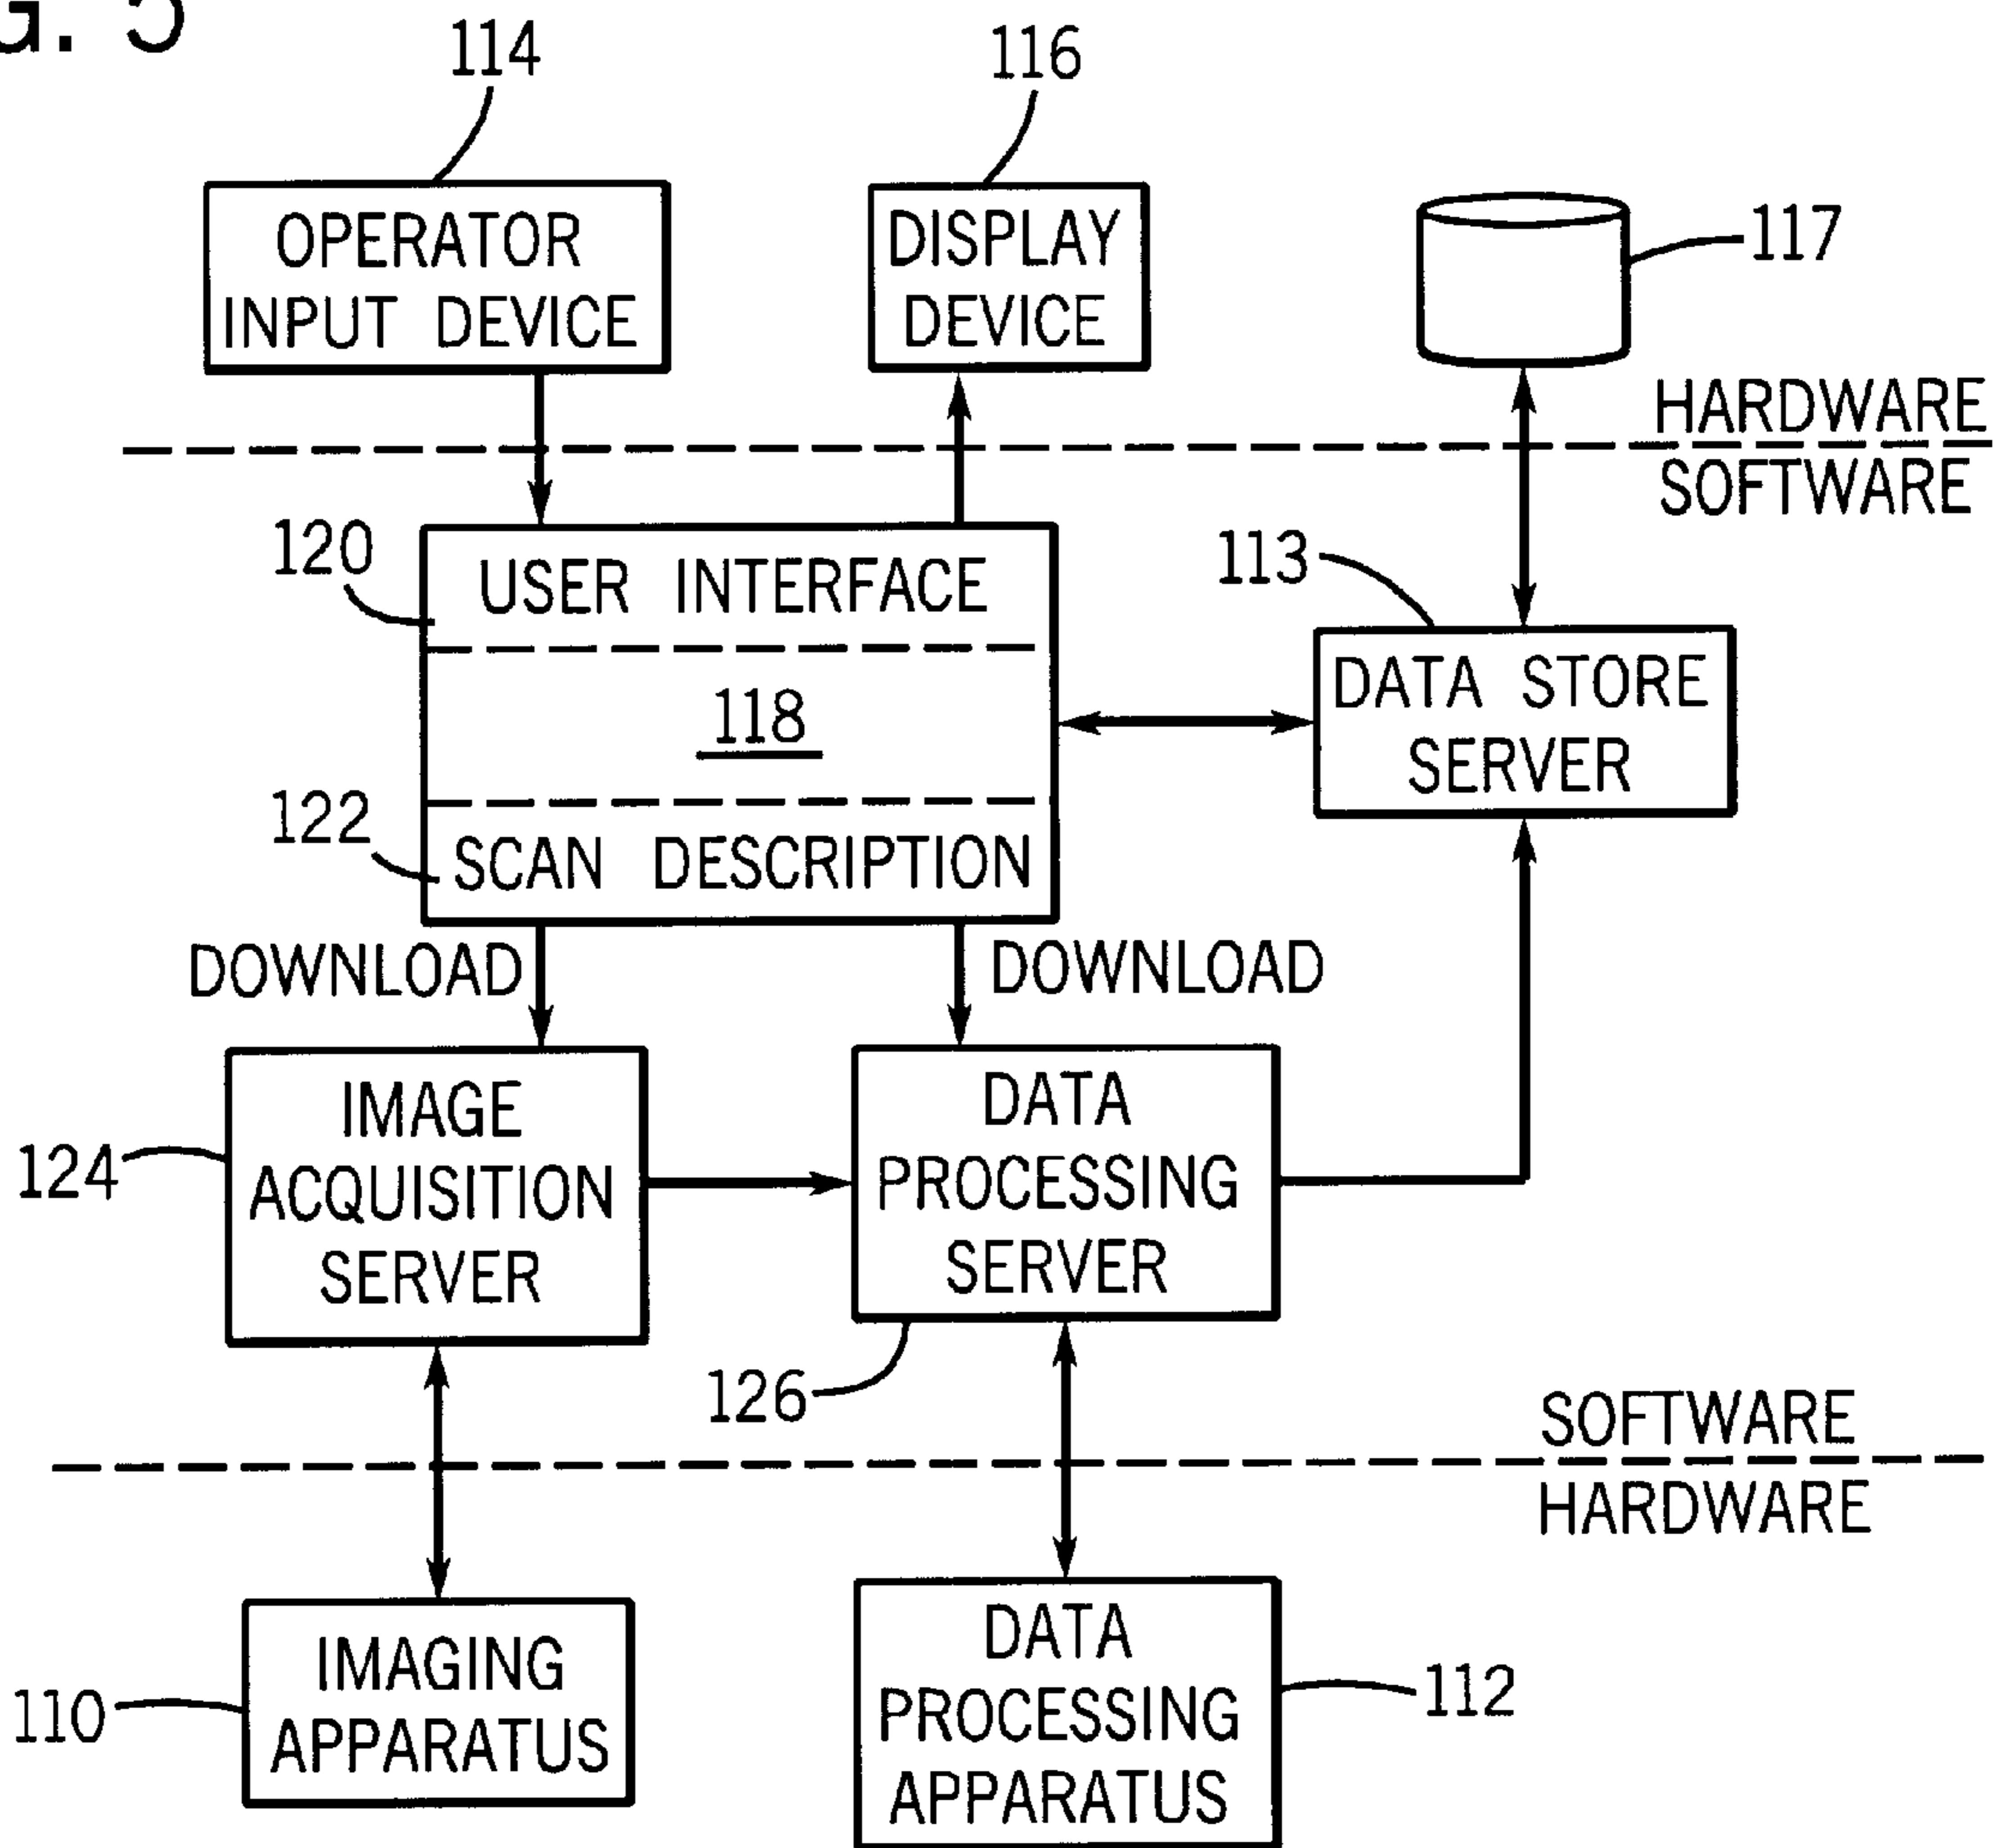 G. 5
114
116
OPERATOR
INPUT DEVICE
DISPLAY
DEVICE
117
HARDWARE
SOFTWARE
120
USER INTERFACE
113
118
DATA STORE
SERVER
122
SCAN DESCRIPTION
DOWNLOAD
DOWNLOAD
124
IMAGE
ACQUISITION
SERVER
DATA
PROCESSING
SERVER
126
SOFTWARE
HARDWARE
110
IMAGING
APPARATUS
DATA
PROCESSING
APPARATUS
112